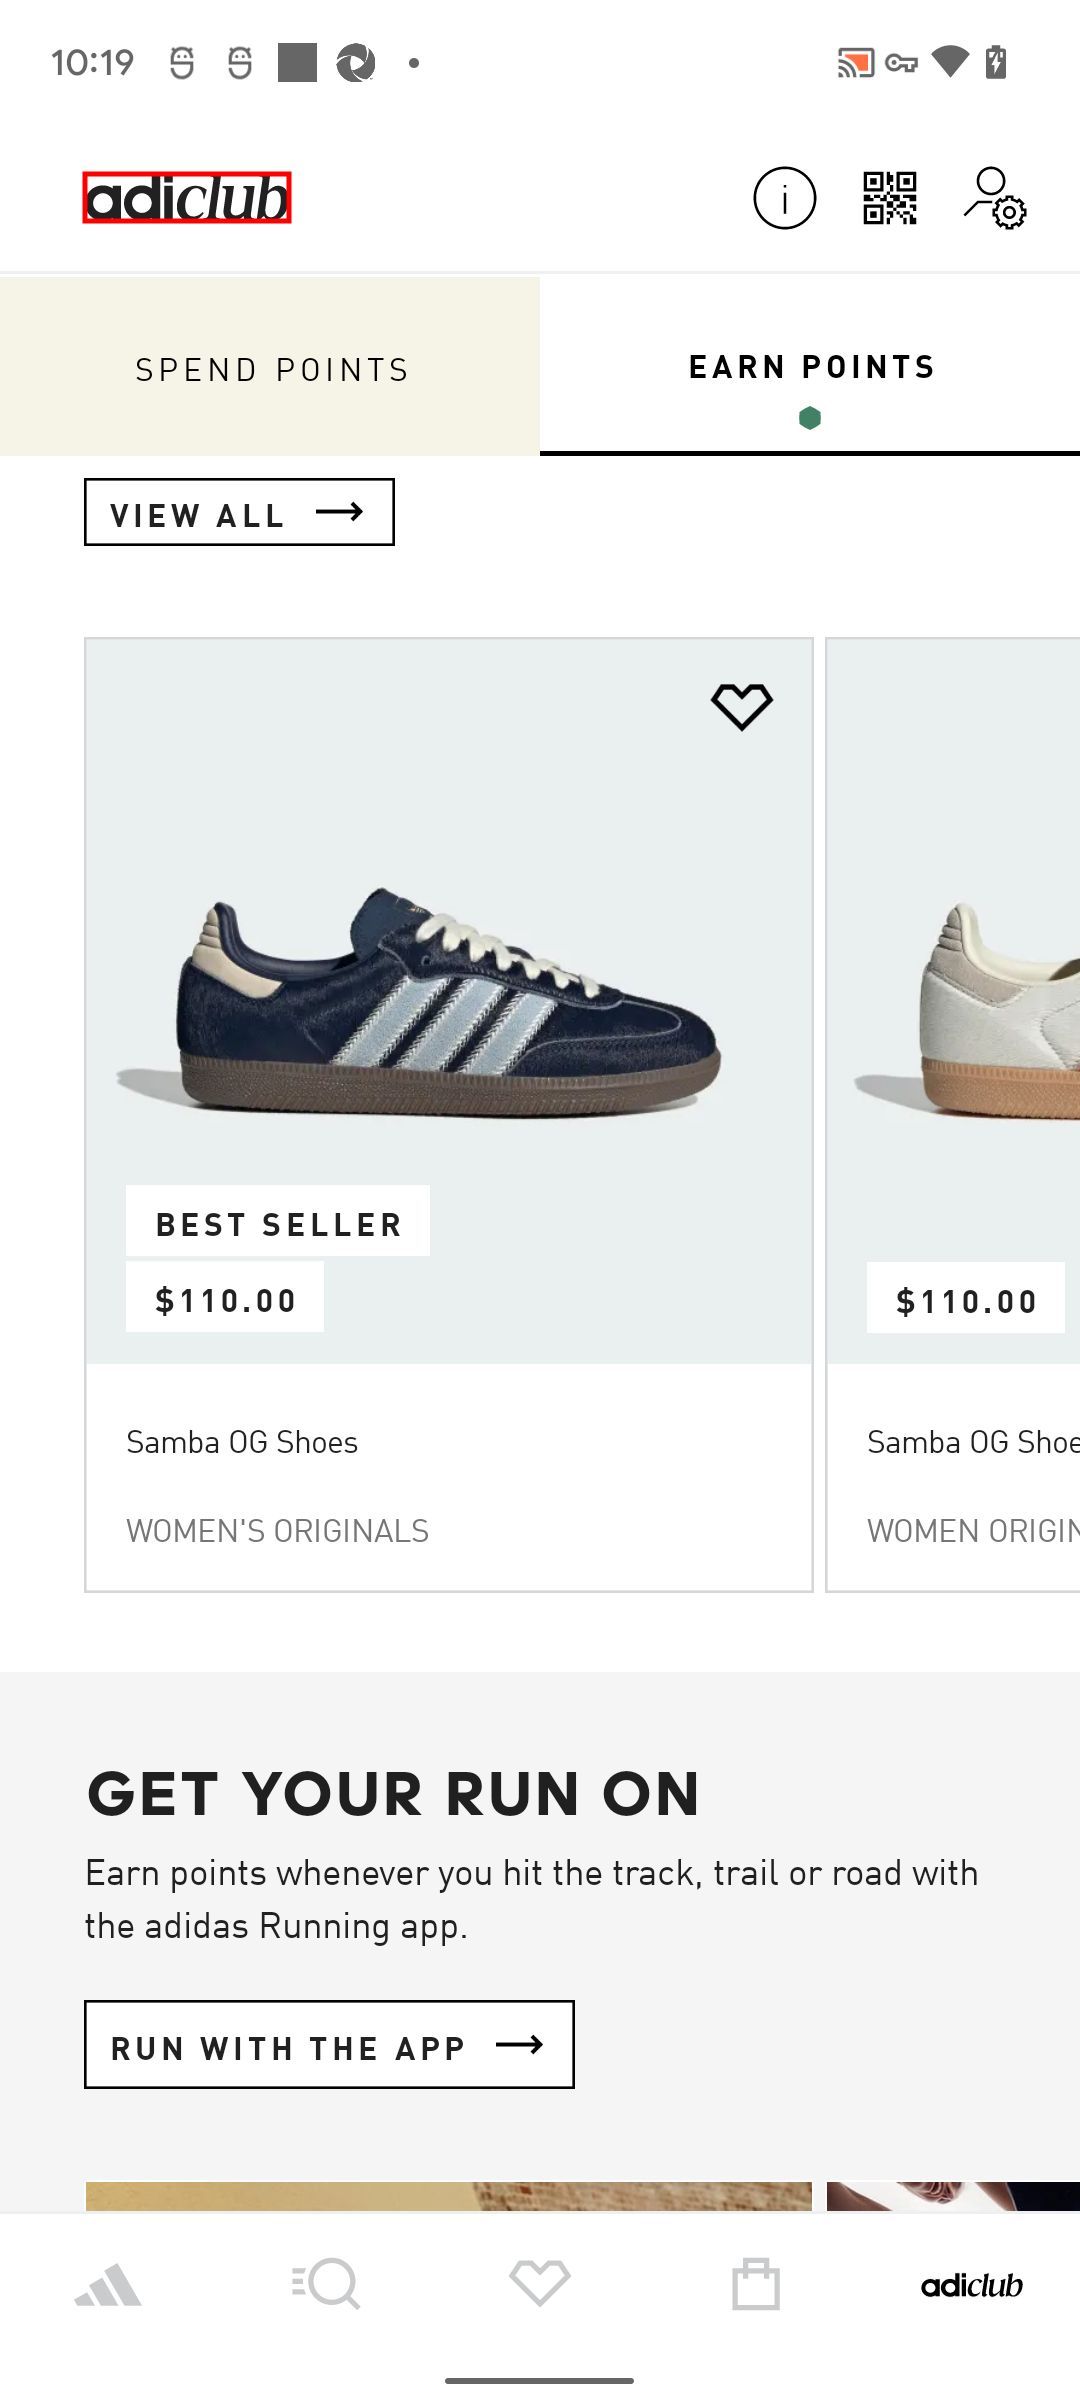 10:19
adiclub
SPEND POINTS
EARN POINTS
VIEW ALL
BEST SELLER
$110.00
$110.00
Samba OG Shoes
Samba OG Shoe
WOMEN'S ORIGINALS
WOMEN ORIGIN
GET YOUR RUN ON
Earn points whenever you hit the track, trail or road with
the adidas Running app.
RUN WITH THE APP
adiclub